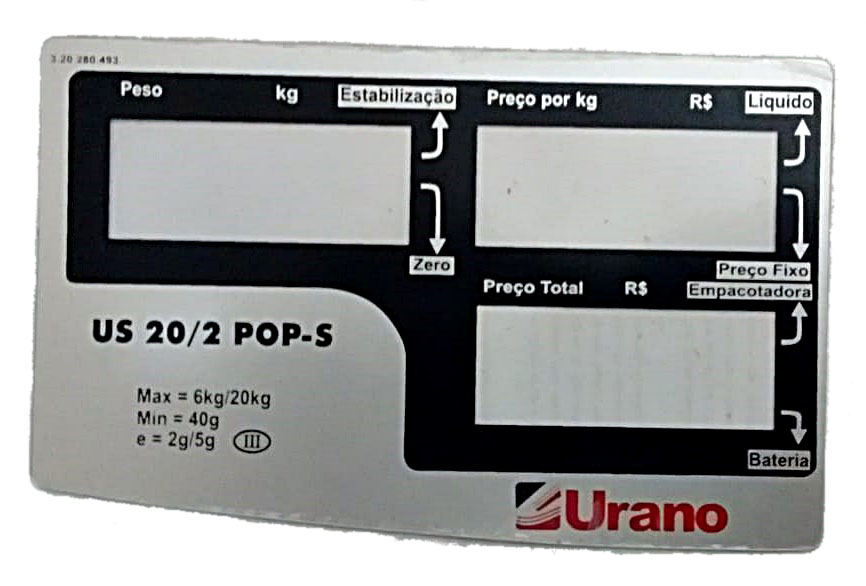 3.20.280.493
Peso kg Estabilização
Zero
Preço por kg R$ Liquido
Preço Fixo
Preço Total R$ Empacotadora
Bateria
US 20/2 POP-S
Max = 6kg/20kg
Min = 40g
e = 2g/5g III
Urano